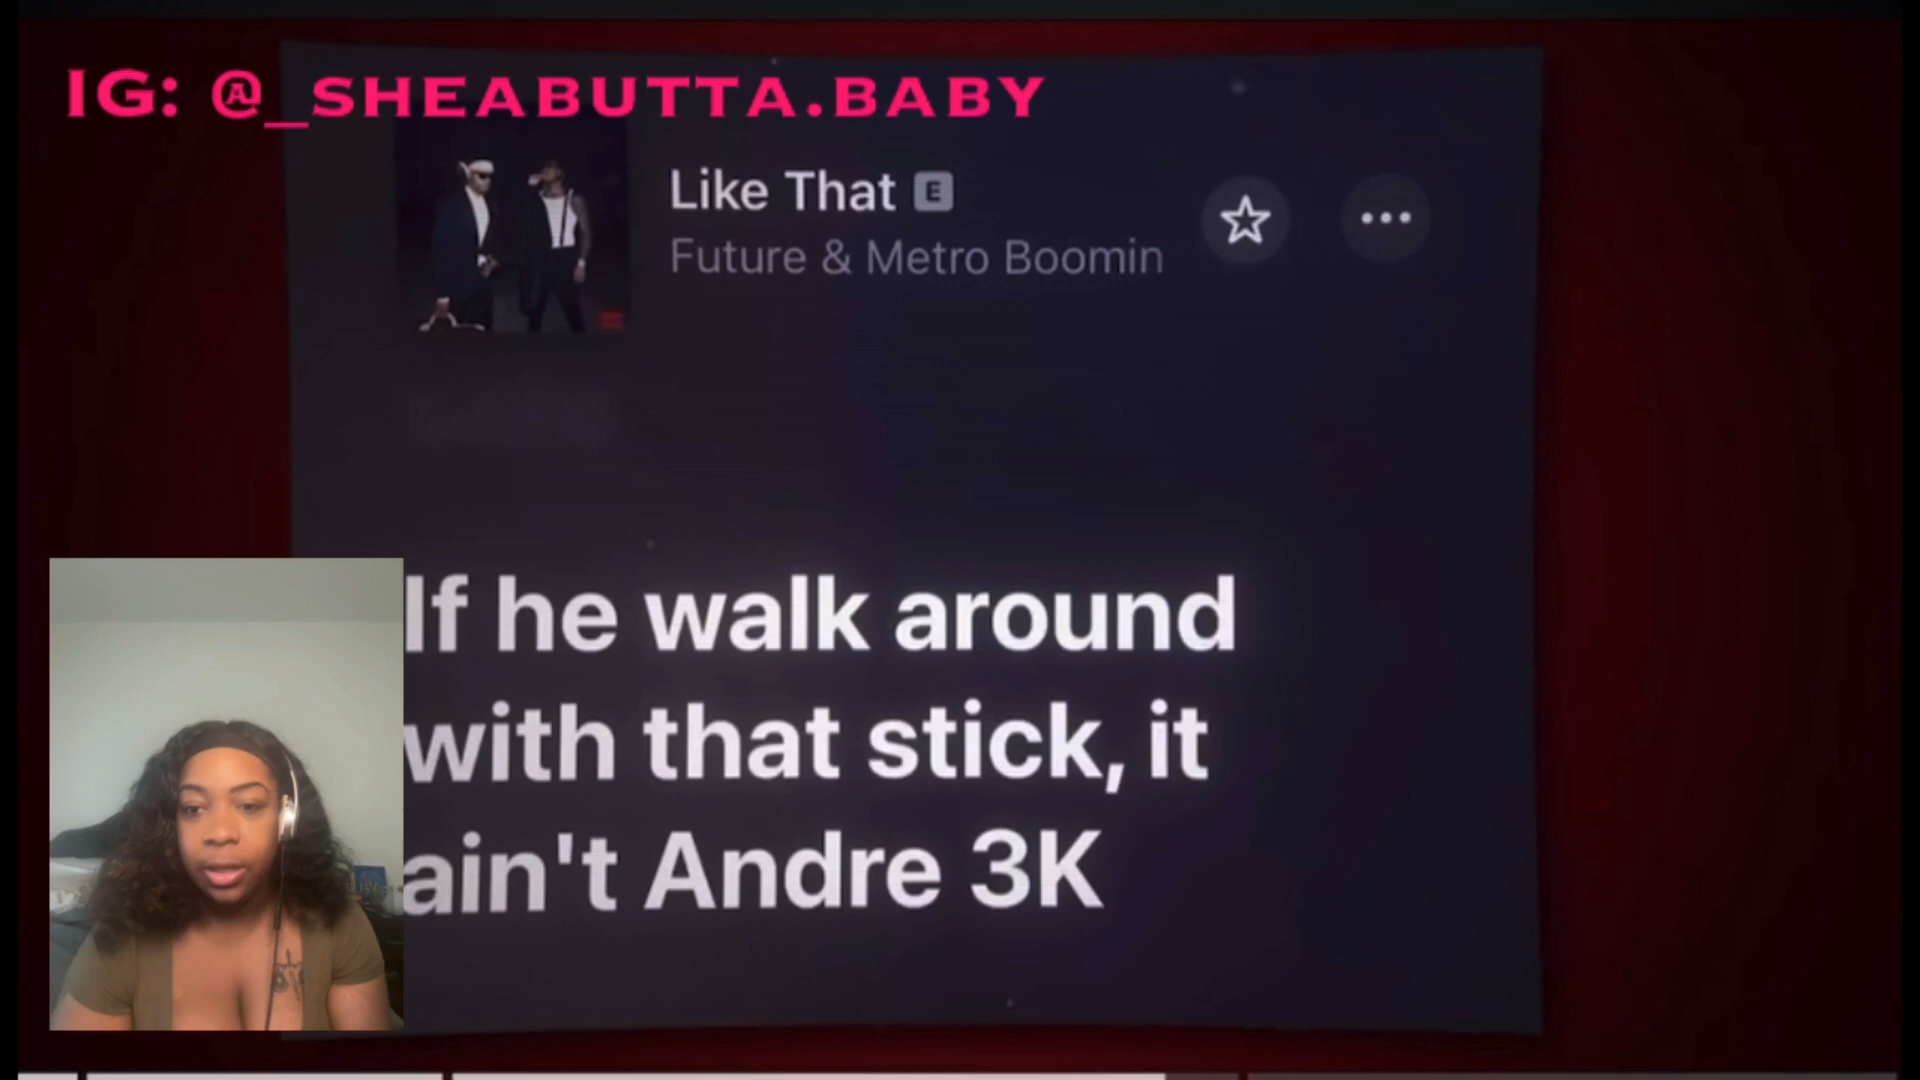 IG: @_SHEABUTTA.BABY
Like That E
Future & Metro Boomin
If he walk around
with that stick, it
ain't Andre 3K